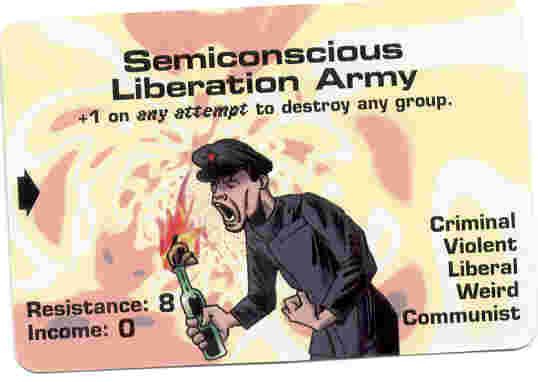 Semiconscious
Liberation Army
+1 on any attempt to destroy any group.
Criminal
Violent
Liberal
Weird
Communist
Resistance: 8
Income: 0